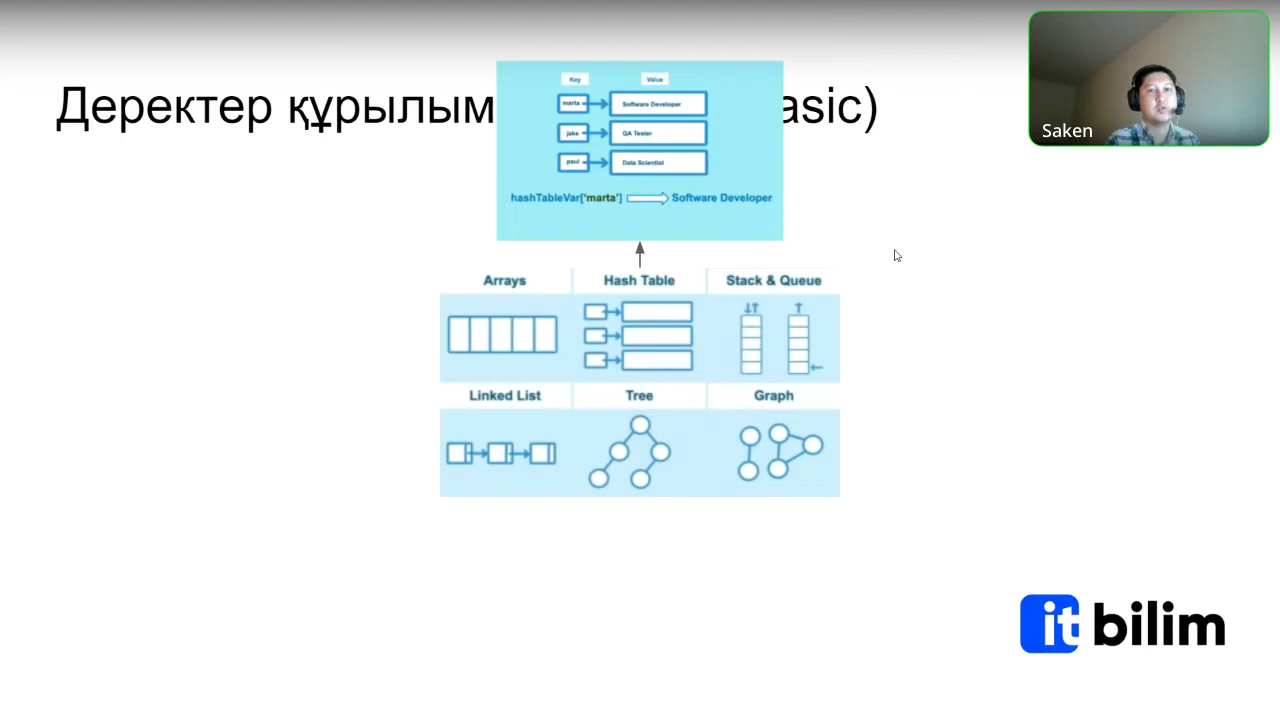 Деректер құрылым asic)
Key Value
marta Software Developer
jake QA Tester
paul Data Scientist
hashTableVar['marta'] Software Developer
Saken
Arrays Hash Table Stack & Queue
Linked List Tree Graph
it bilim